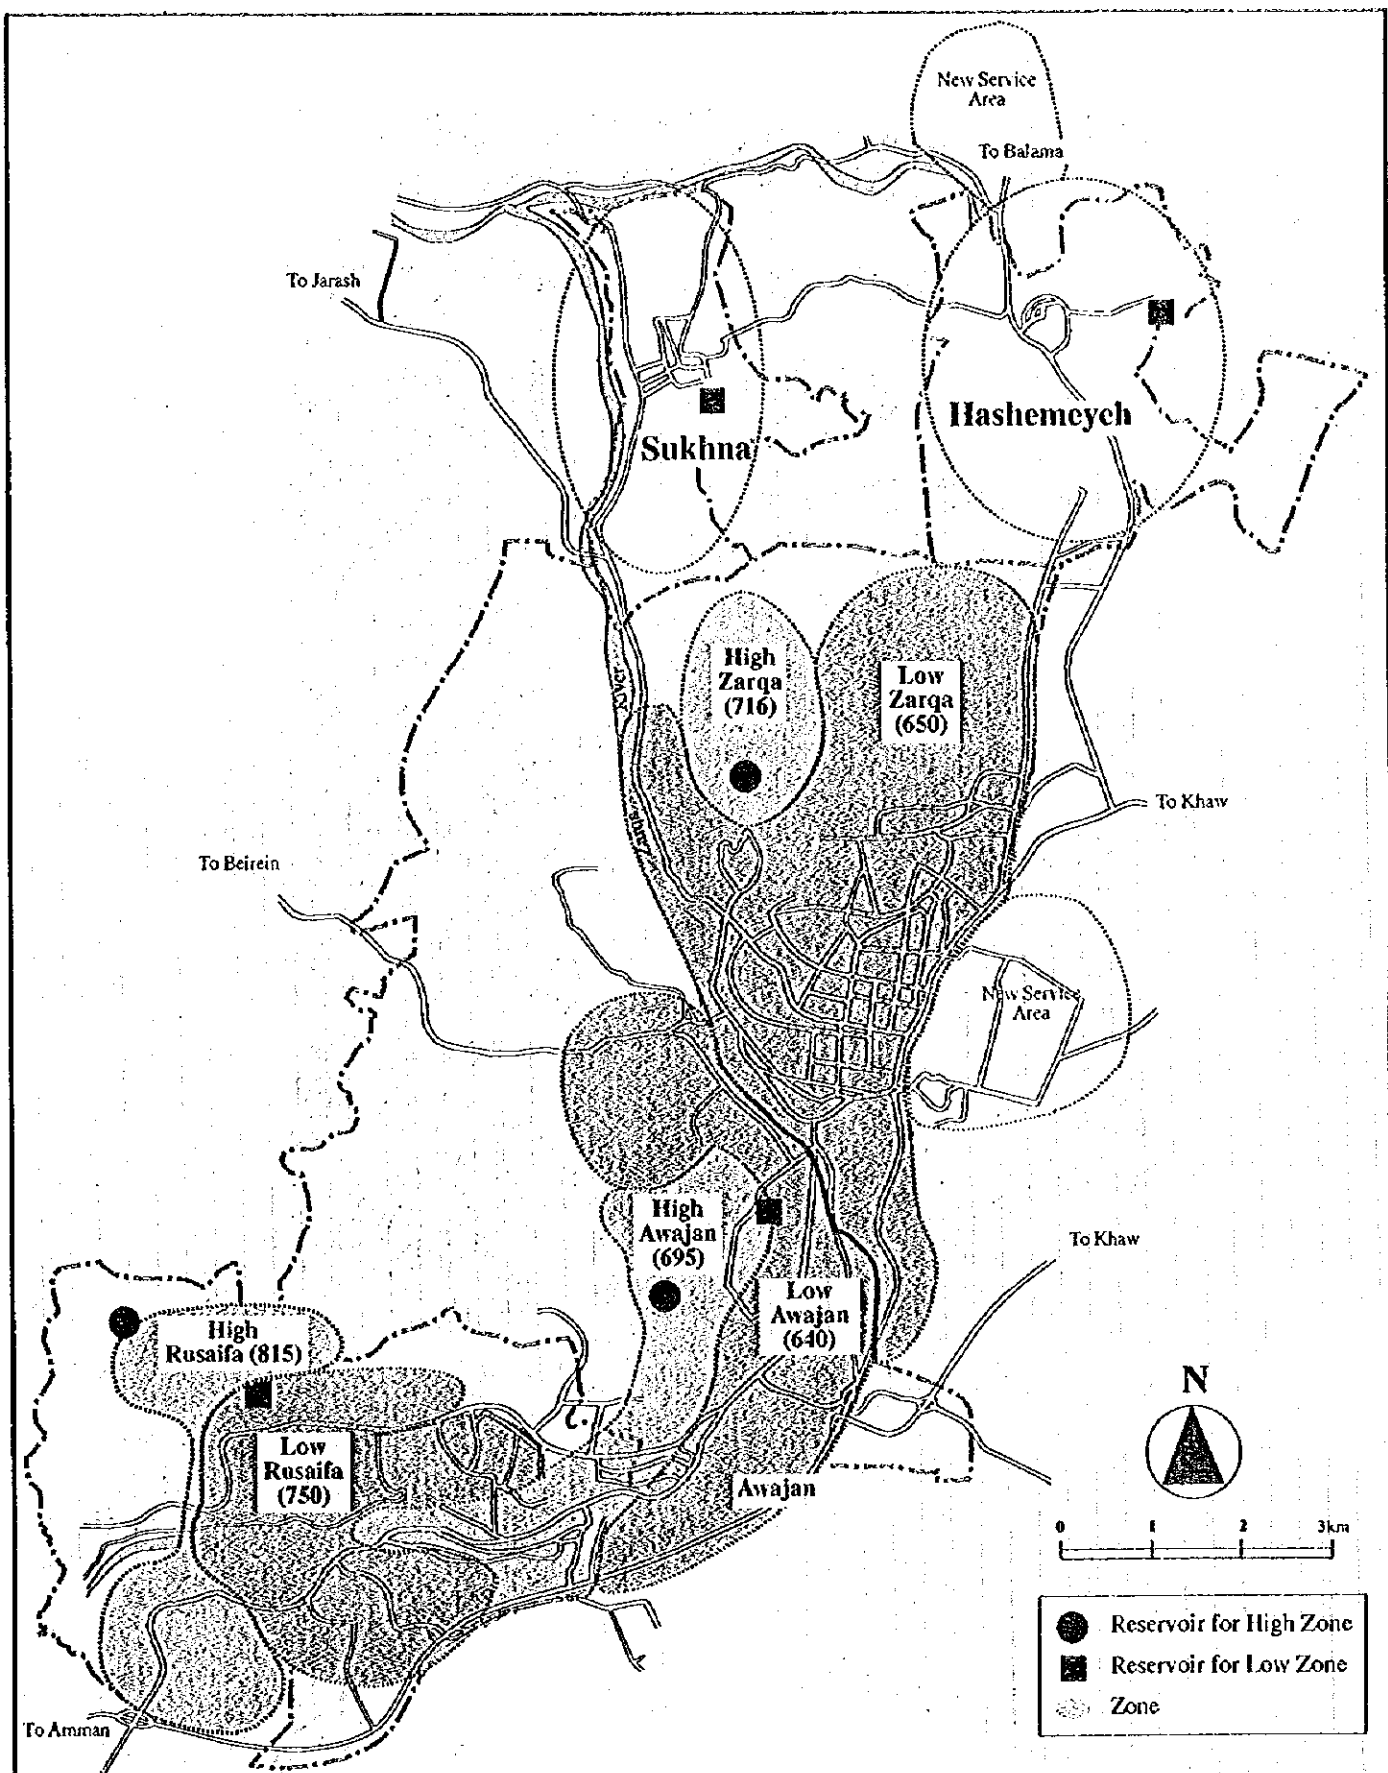 New Service
Area
To Balama
To Jarash
Hashemeych
Sukhna
High
Zarqa
(716)
Low
Zarqa
(650)
River
Zarqa
To Khaw
To Beirein
New Service
Area
High
Awajan
(695)
To Khaw
Low
Awajan
(640)
High
Rusaifa (815)
N
Low
Rusaifa
(750)
Awajan
0 1 2 3km
Reservoir for High Zone
Reservoir for Low Zone
Zone
To Amman